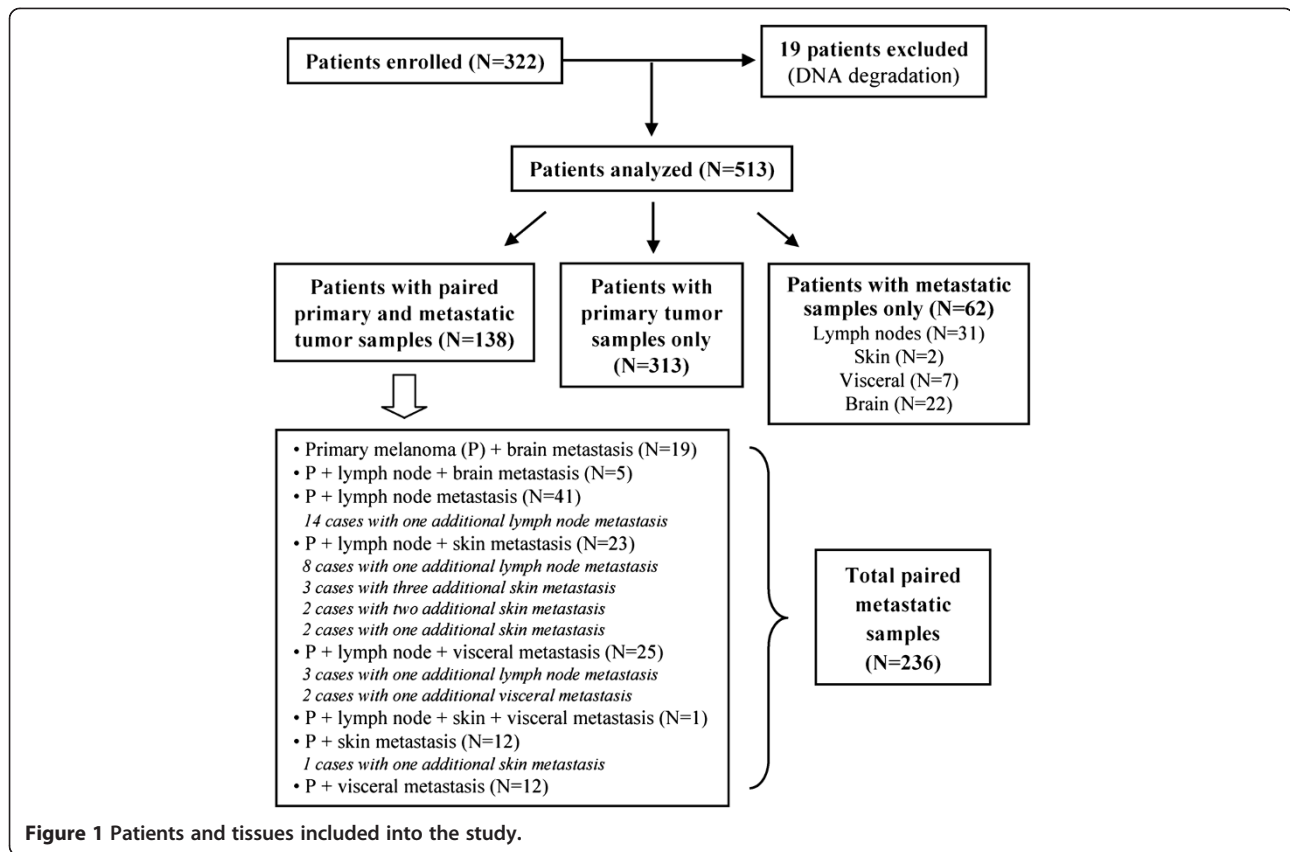 Patients enrolled (N=322)
19 patients excluded
(DNA degradation)
Patients analyzed (N=513)
Patients with paired
primary and metastatic
tumor samples (N=138)
Patients with
primary tumor
samples only
(N=313)
Patients with metastatic
samples only (N=62)
Lymph nodes (N=31)
Skin (N=2)
Visceral (N=7)
Brain (N=22)
• Primary melanoma (P) + brain metastasis (N=19)
• P + lymph node + brain metastasis (N=5)
• P + lymph node metastasis (N=41)
14 cases with one additional lymph node metastasis
• P + lymph node + skin metastasis (N=23)
8 cases with one additional lymph node metastasis
3 cases with three additional skin metastasis
2 cases with two additional skin metastasis
2 cases with one additional skin metastasis
• P + lymph node + visceral metastasis (N=25)
3 cases with one additional lymph node metastasis
2 cases with one additional visceral metastasis
• P + lymph node + skin + visceral metastasis (N=1)
• P + skin metastasis (N=12)
1 cases with one additional skin metastasis
• P + visceral metastasis (N=12)
Total paired
metastatic
samples
(N=236)
Figure 1 Patients and tissues included into the study.